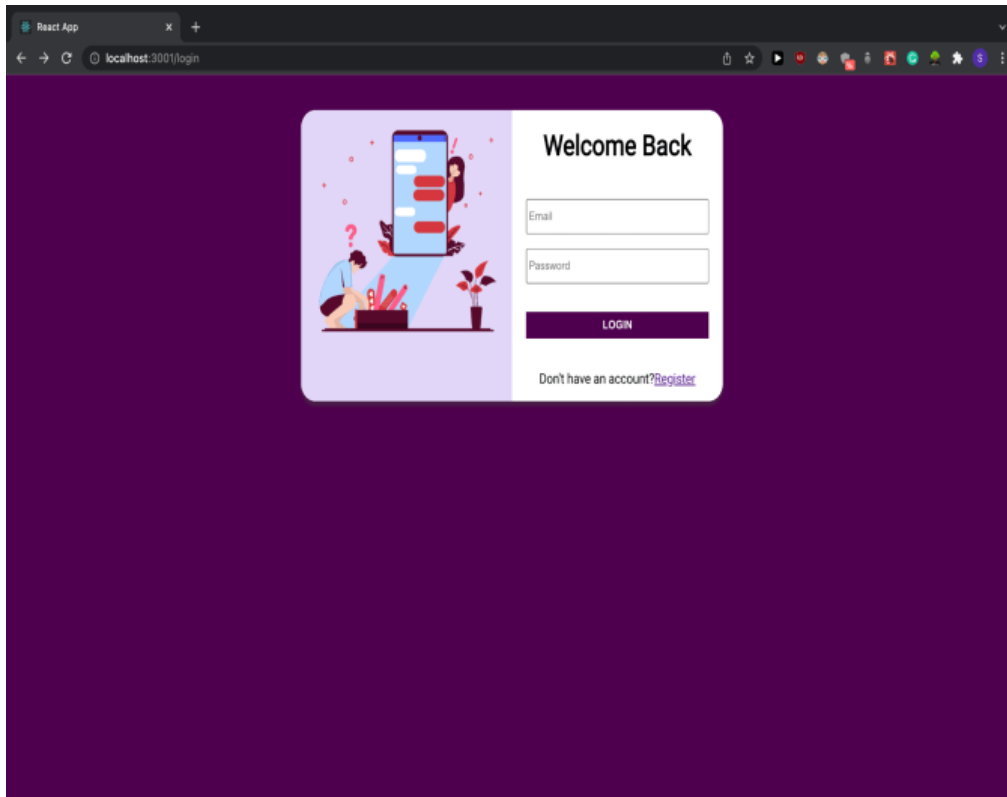 React App
localhost:3001/login
S
Welcome Back
Email
Password
LOGIN
Don't have an account?Register